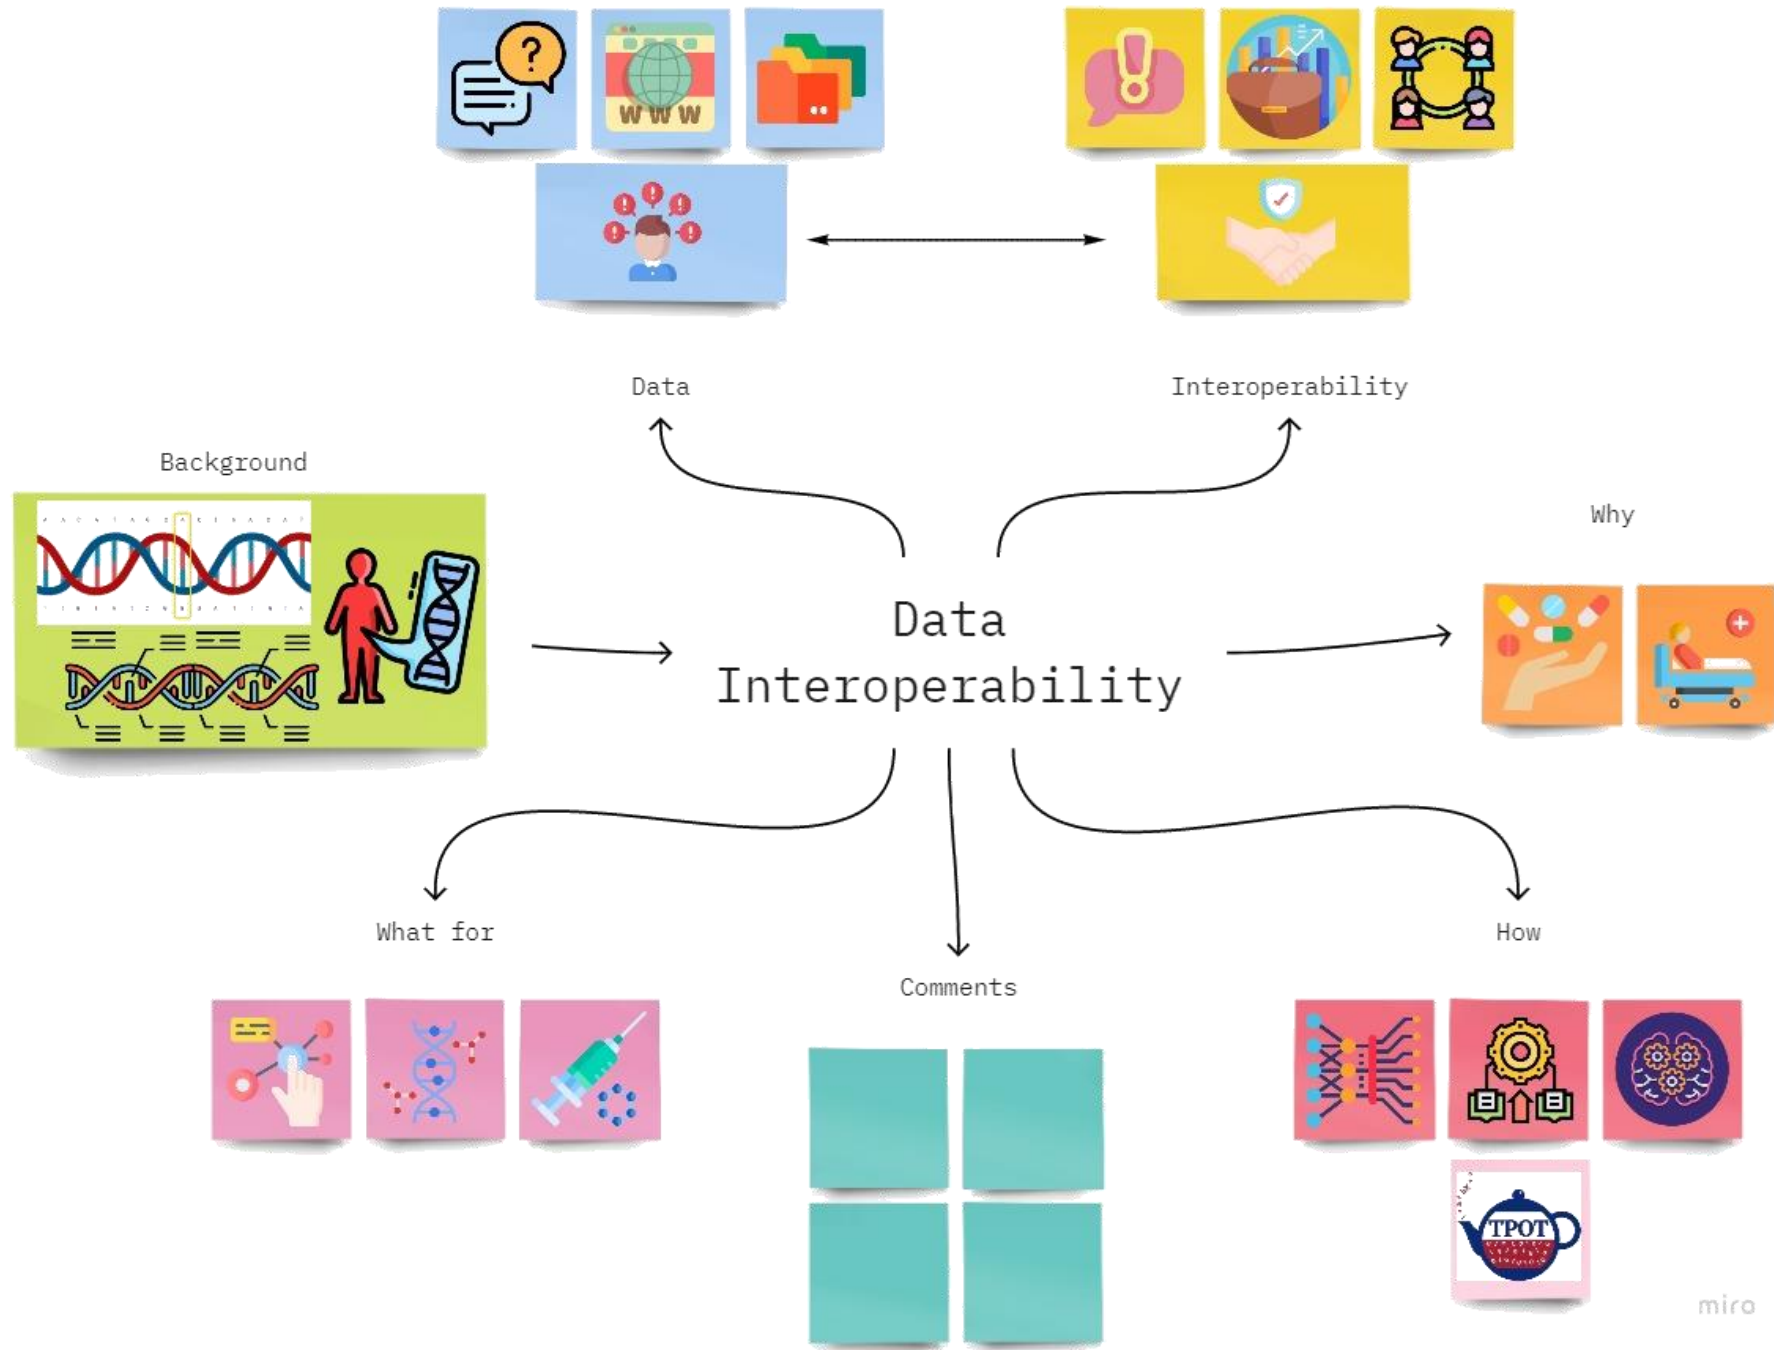 ?
WWW
Data
Interoperability
Background
Why
Data
Interoperability
What for
How
Comments
TPOT
miro